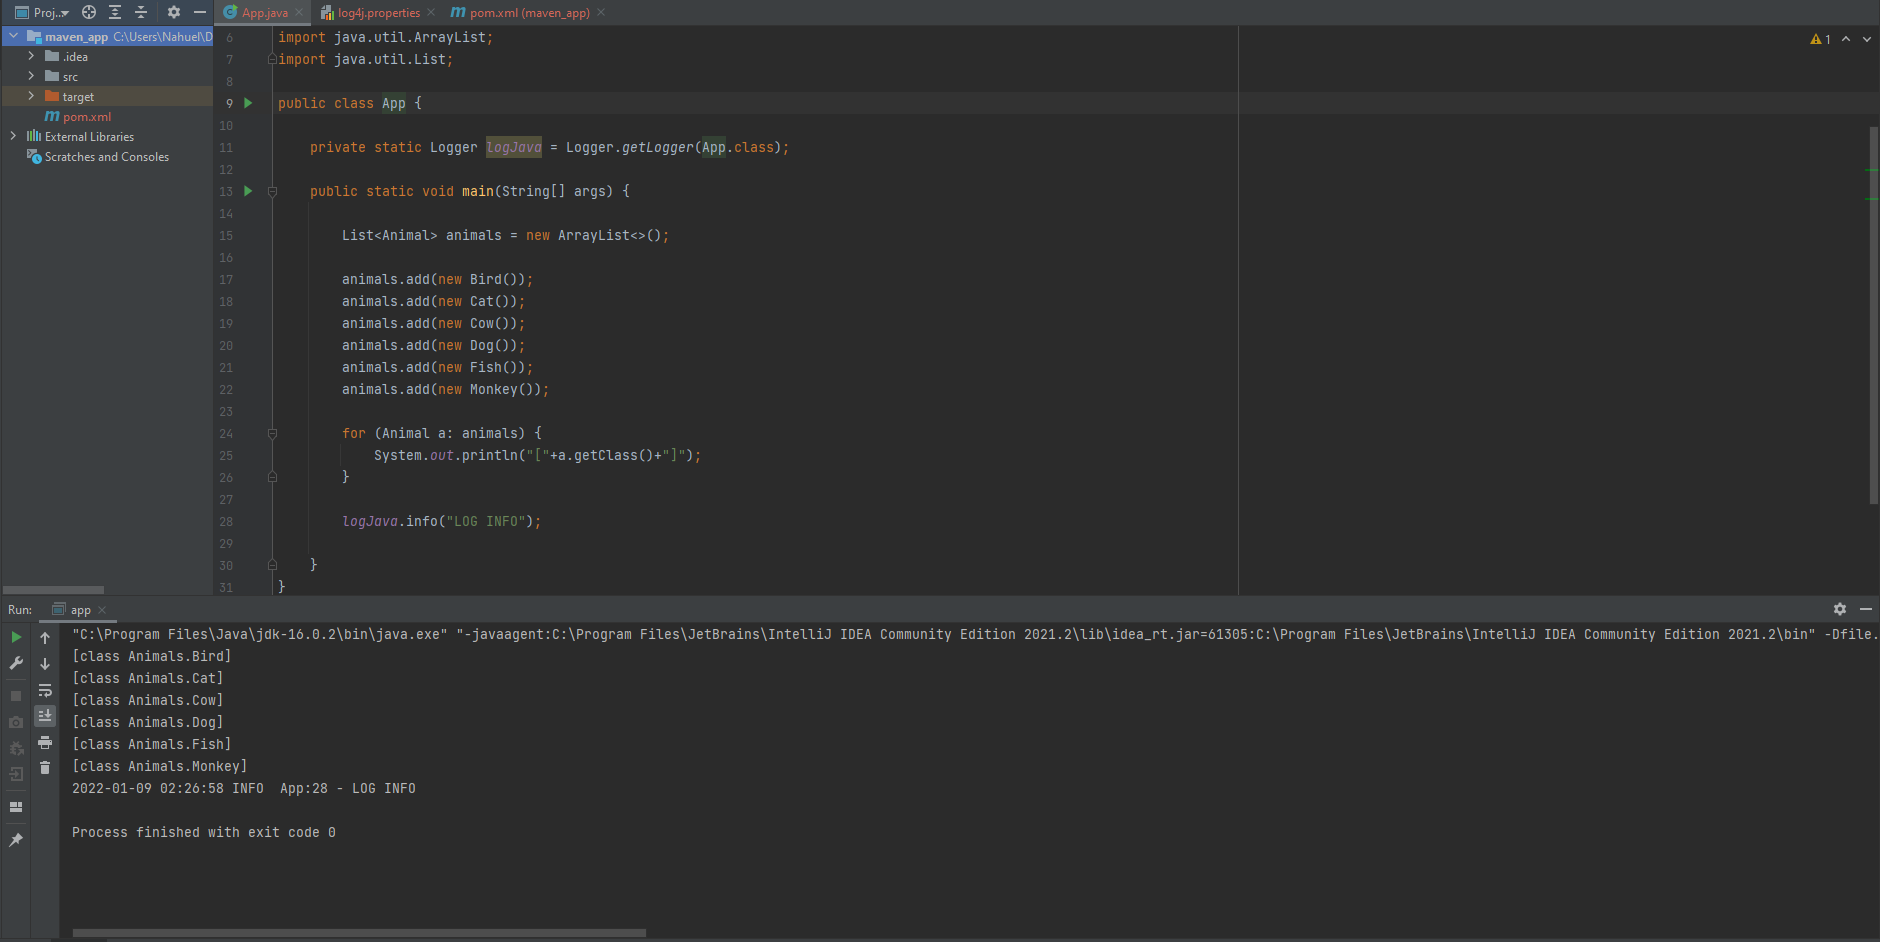 Proj...
App.java
log4j.properties
pom.xml (maven_app)
maven_app C:\Users\Nahuel\D
.idea
src
target
pom.xml
External Libraries
Scratches and Consoles
1
6 import java.util.ArrayList;
7 import java.util.List;
8
9 public class App {
10
11 private static Logger logJava = Logger.getLogger(App.class);
12
13 public static void main(String[] args) {
14
15 List<Animal> animals = new ArrayList<>();
16
17 animals.add(new Bird());
18 animals.add(new Cat());
19 animals.add(new Cow());
20 animals.add(new Dog());
21 animals.add(new Fish());
22 animals.add(new Monkey());
23
24 for (Animal a: animals) {
25 System.out.println("["+a.getClass()+"]");
26 }
27
28 logJava.info("LOG INFO");
29
30 }
31 }
Run: app
"C:\Program Files\Java\jdk-16.0.2\bin\java.exe" "-javaagent:C:\Program Files\JetBrains\IntelliJ IDEA Community Edition 2021.2\lib\idea_rt.jar=61305:C:\Program Files\JetBrains\IntelliJ IDEA Community Edition 2021.2\bin" -Dfile.
[class Animals.Bird]
[class Animals.Cat]
[class Animals.Cow]
[class Animals.Dog]
[class Animals.Fish]
[class Animals.Monkey]
2022-01-09 02:26:58 INFO  App:28 - LOG INFO
Process finished with exit code 0